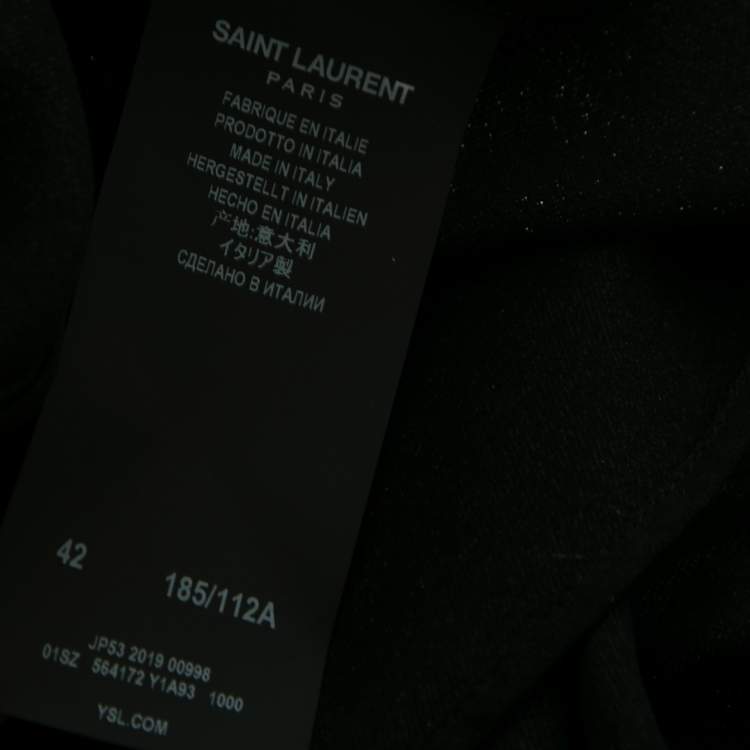 SAINT LAURENT
PARIS
FABRIQUE EN ITALIE
PRODOTTO IN ITALIA
MADE IN ITALY
HERGESTELLT IN ITALIEN
HECHO EN ITALIA
产地:意大利
イタリア製
СДЕЛАНО В ИТАЛИИ
42 185/112A
JP53 2019 00998
01SZ 564172 Y1A93 1000
YSL.COM